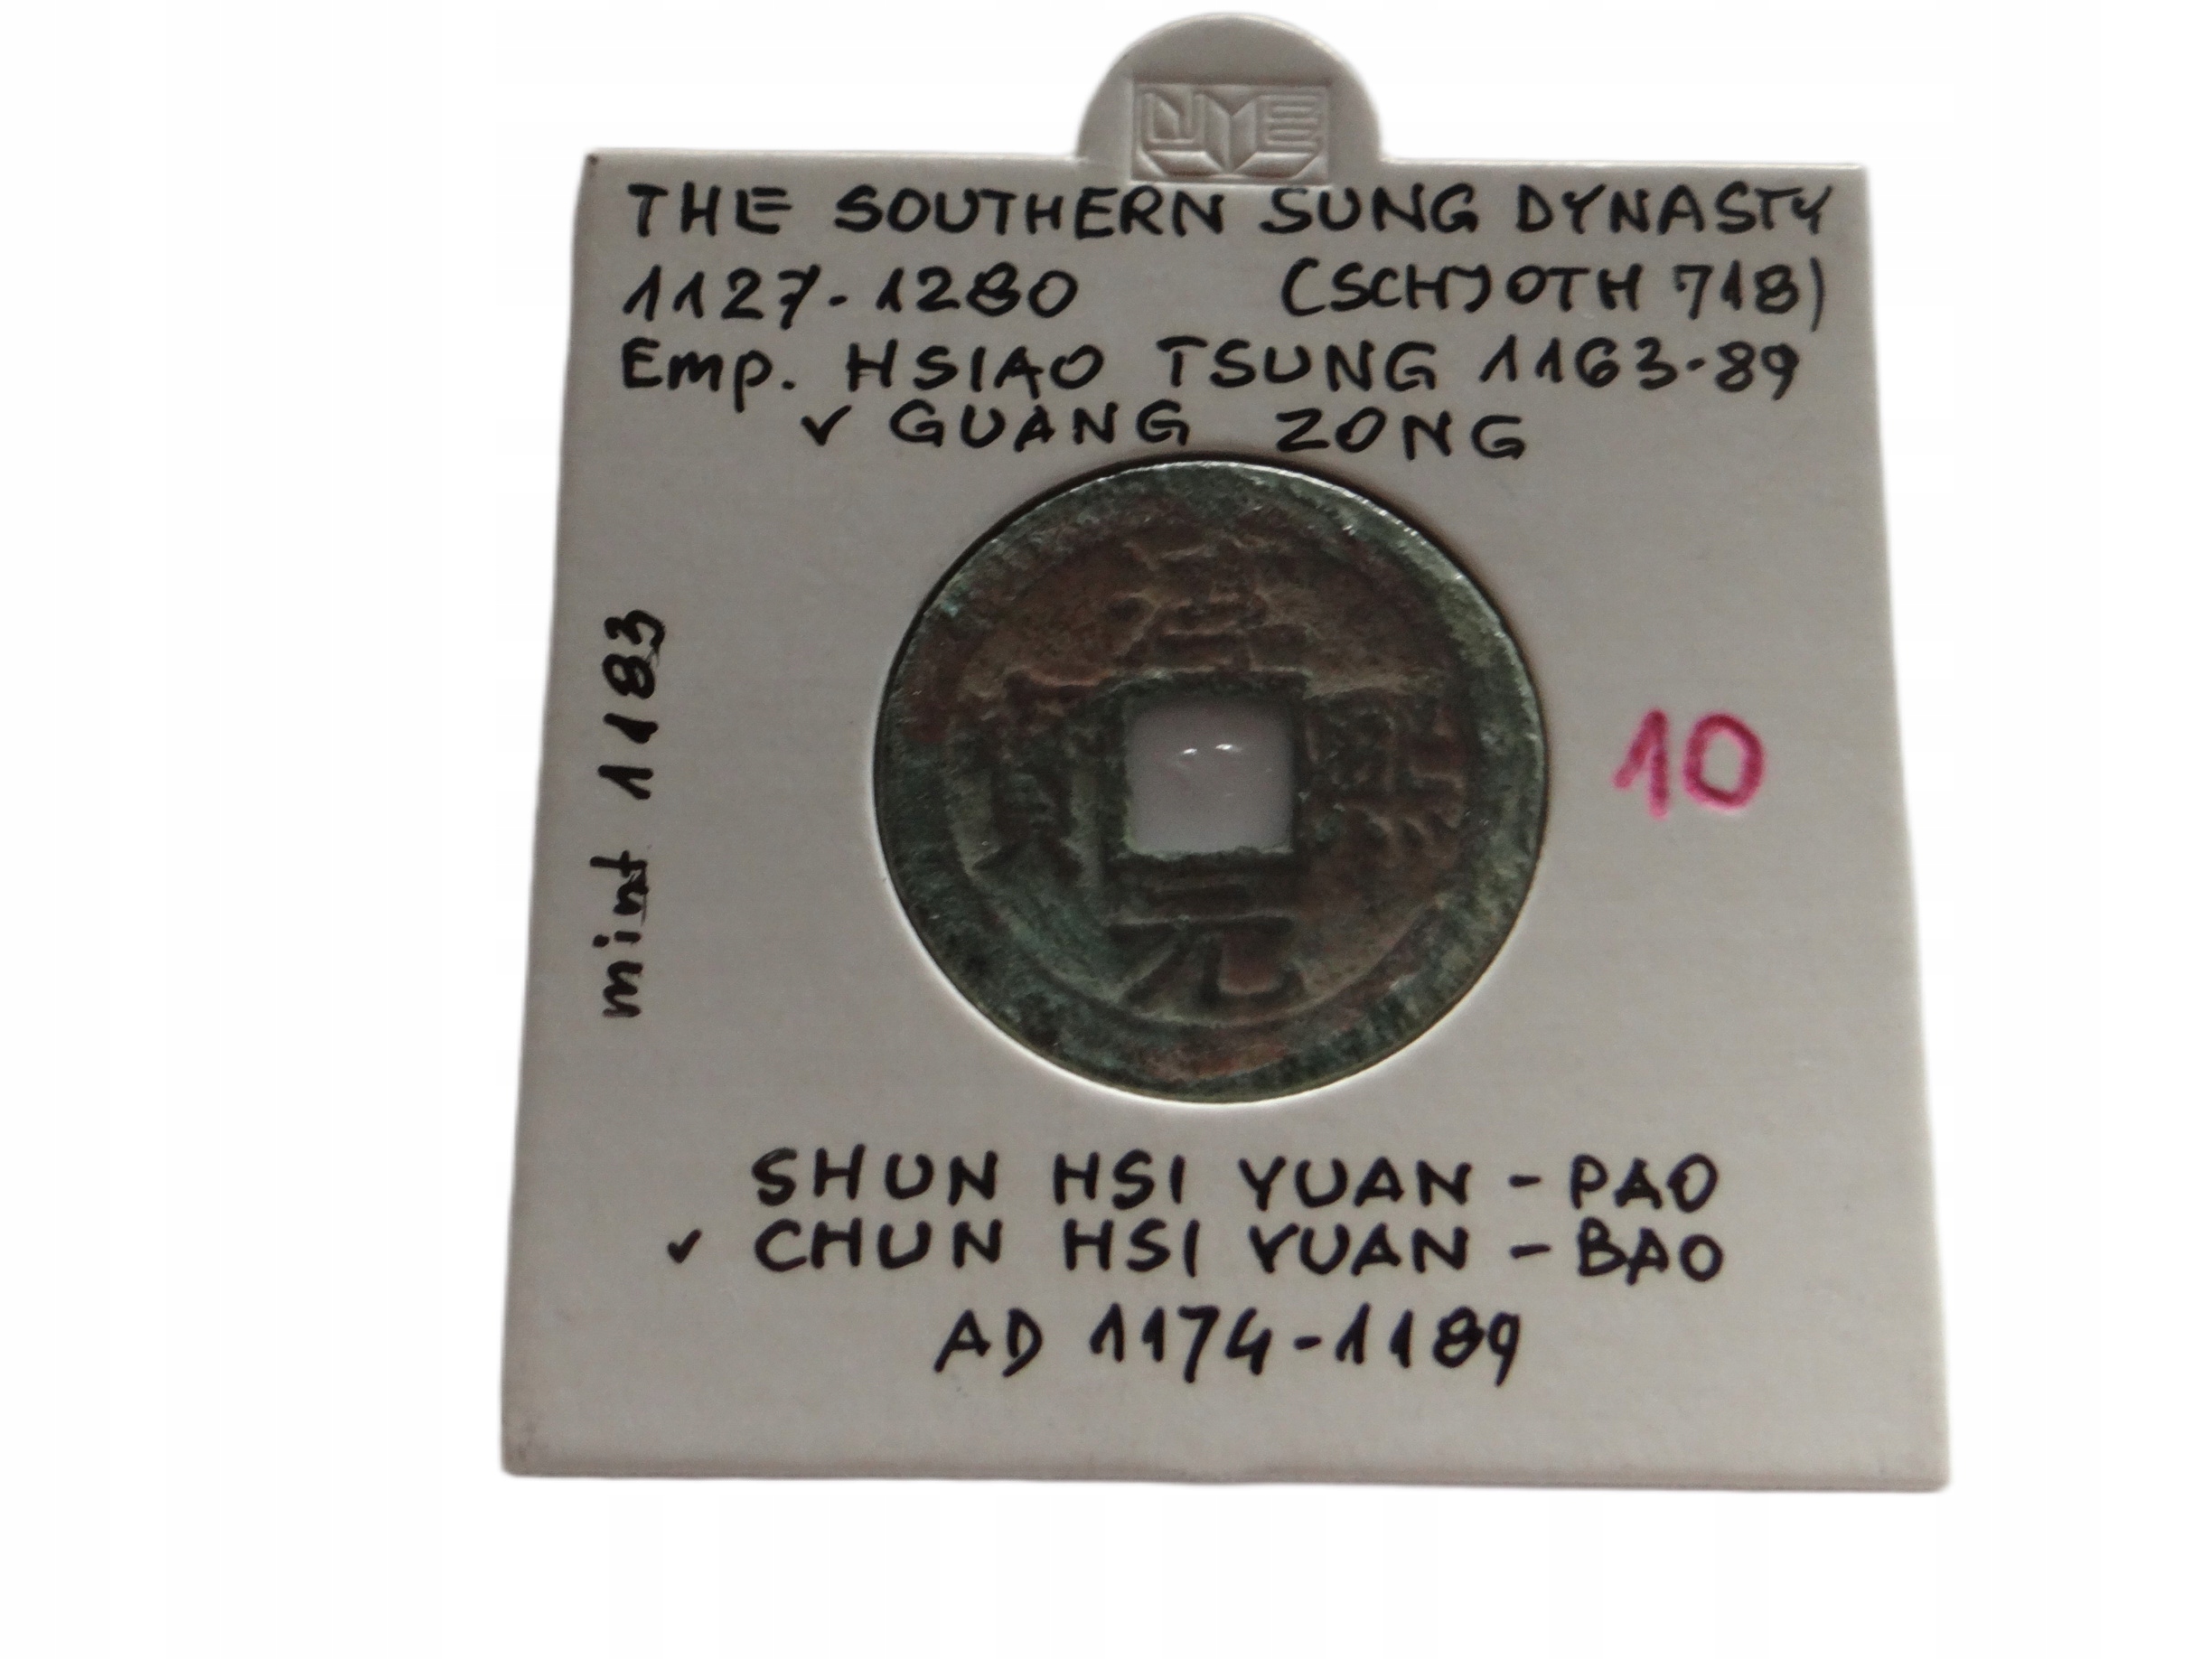 THE SOUTHERN SUNG DYNASTY
1127-1280 (SCHJOTH 718)
Emp. HSIAO TSUNG 1163-89
✓ GUANG ZONG
mint 1183
元
10
SHUN HSI YUAN - PAO
✓ CHUN HSI YUAN - BAO
AD 1174-1189